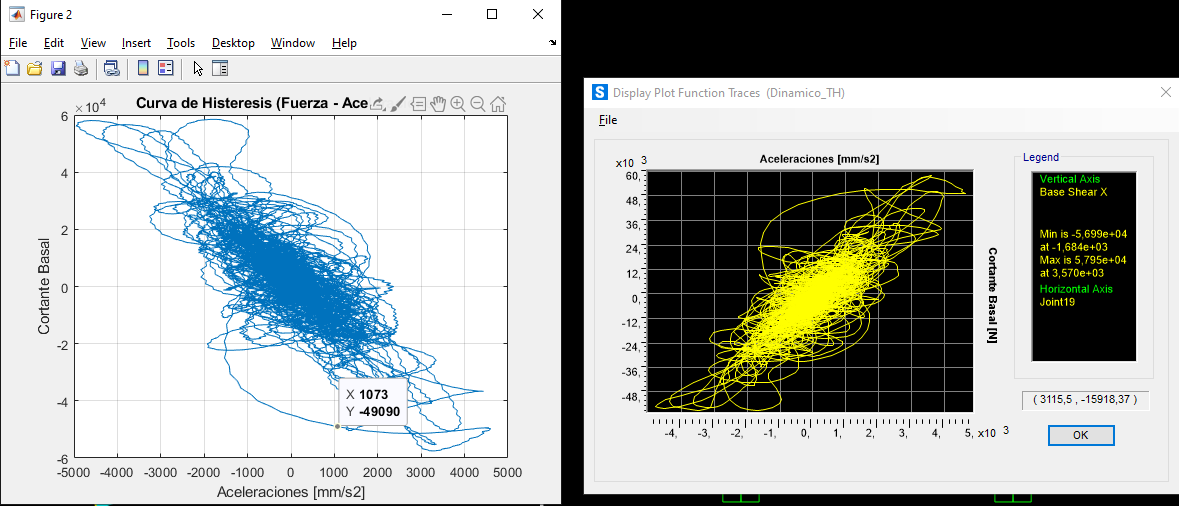 Figure 2
File Edit View Insert Tools Desktop Window Help
×10⁴
Curva de Histeresis (Fuerza - Ace
6
4
2
0
-2
-4
-6
Cortante Basal
X 1073
Y -49090
-5000 -4000 -3000 -2000 -1000 0 1000 2000 3000 4000 5000
Aceleraciones [mm/s2]
S Display Plot Function Traces (Dinamico_TH)
File
x10 3
Aceleraciones [mm/s2]
60,
48,
36,
24,
12,
0,
-12,
-24,
-36,
-48,
Cortante Basal [N]
-4, -2, -1, 0, 1, 2, 4, 5, x10 3
Legend
Vertical Axis
Base Shear X
Min is -5,699e+04
at -1,684e+03
Max is 5,795e+04
at 3,570e+03
Horizontal Axis
Joint19
( 3115,5 , -15918,37 )
OK